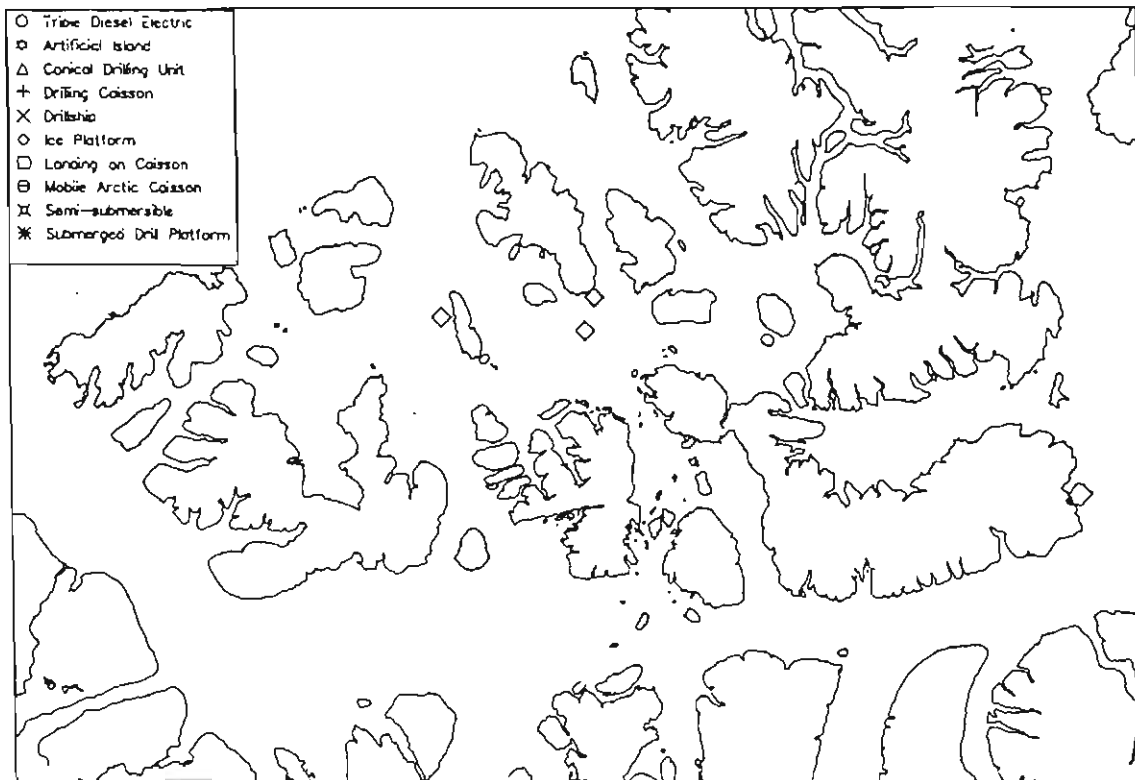 Triple Diesel Electric
Artificial Island
Conical Drilling Unit
Drilling Caisson
Drillship
Ice Platform
Landing on Caisson
Mobile Arctic Caisson
Semi-submersible
Submerged Drill Platform